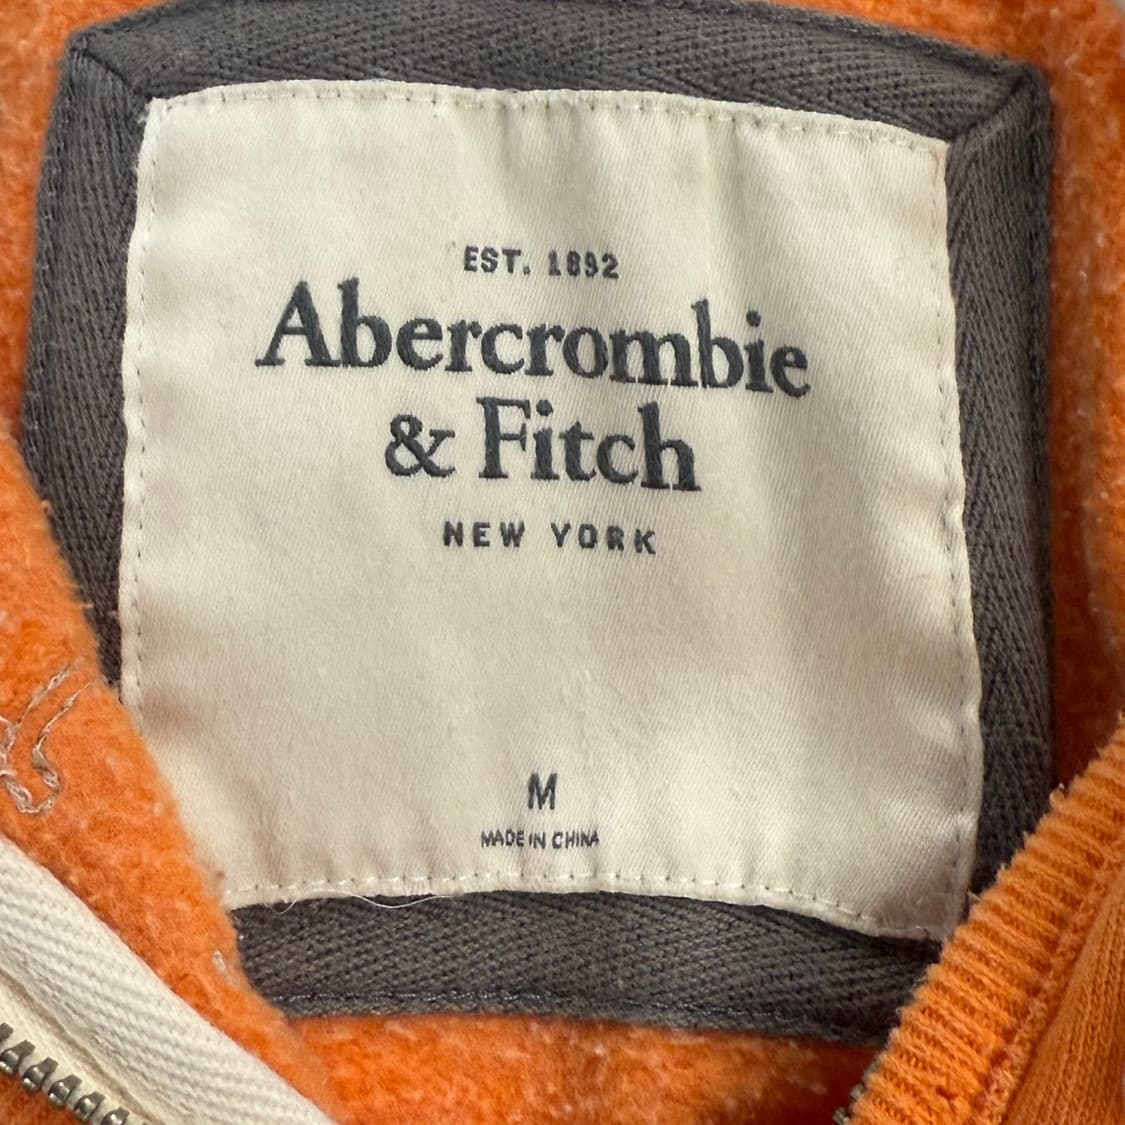 EST. 1892
Abercrombie
& Fitch
NEW YORK
M
MADE IN CHINA